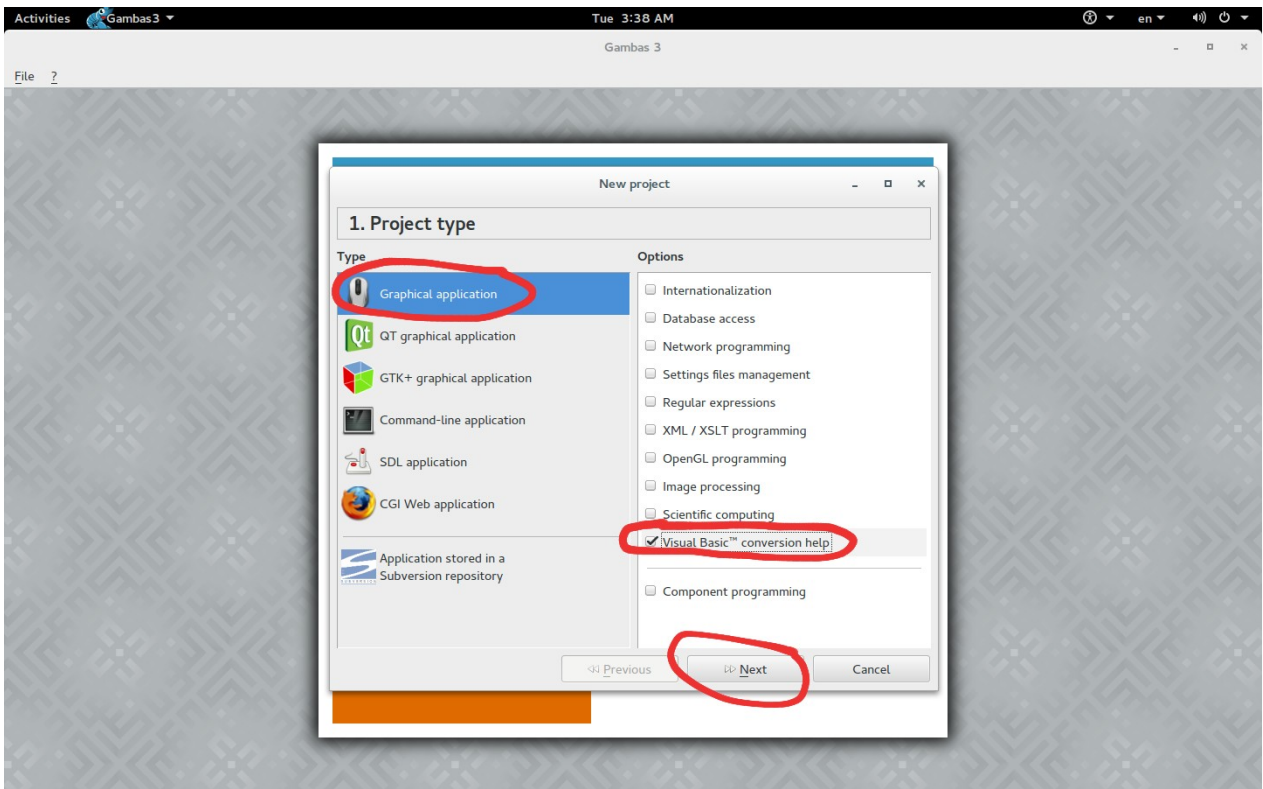 Activities Gambas3 Tue 3:38 AM en
Gambas 3
File ?
New project
1. Project type
Type
Options
Graphical application
QT graphical application
GTK+ graphical application
Command-line application
SDL application
CGI Web application
Application stored in a
Subversion repository
Internationalization
Database access
Network programming
Settings files management
Regular expressions
XML / XSLT programming
OpenGL programming
Image processing
Scientific computing
Visual Basic™ conversion help
Component programming
Previous Next Cancel